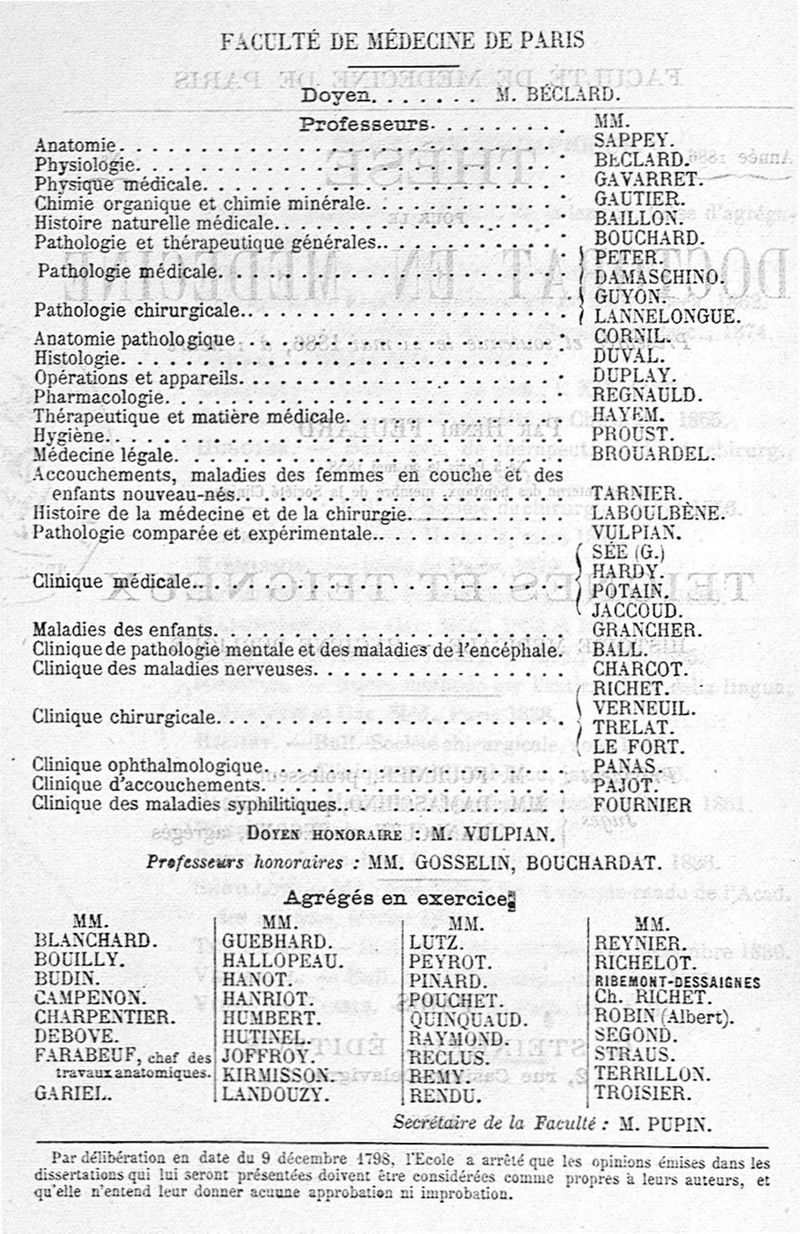 FACULTÉ DE MÉDECINE DE PARIS
Doyen. . . . . . . M. BÉCLARD.
Professeurs. . . . . . . . . MM.
Anatomie. . . . . . . . . . SAPPEY.
Physiologie. . . . . . . . . . BÉCLARD.
Physique médicale. . . . . . . . . . GAVARRET.
Chimie organique et chimie minérale. . . . . . . . . . GAUTIER.
Histoire naturelle médicale. . . . . . . . . . BAILLON.
Pathologie et thérapeutique générales. . . . . . . . . . BOUCHARD.
Pathologie médicale. . . . . . . . . . PETER.
DAMASCHINO.
Pathologie chirurgicale. . . . . . . . . . GUYON.
LANNELONGUE.
Anatomie pathologique . . . . . . . . . . CORNIL.
Histologie. . . . . . . . . . DUVAL.
Opérations et appareils. . . . . . . . . . DUPLAY.
Pharmacologie. . . . . . . . . . REGNAULD.
Thérapeutique et matière médicale. . . . . . . . . . HAYEM.
Hygiène. . . . . . . . . . PROUST.
Médecine légale. . . . . . . . . . BROUARDEL.
Accouchements, maladies des femmes en couche et des
enfants nouveau-nés. . . . . . . . . . TARNIER.
Histoire de la médecine et de la chirurgie. . . . . . . . . . LABOULBÈNE.
Pathologie comparée et expérimentale. . . . . . . . . . VULPIAN.
Clinique médicale. . . . . . . . . . SÉE (G.)
HARDY.
POTAIN.
JACCOUD.
Maladies des enfants. . . . . . . . . . GRANCHER.
Clinique de pathologie mentale et des maladies de l'encéphale. BALL.
Clinique des maladies nerveuses. . . . . . . . . . CHARCOT.
Clinique chirurgicale. . . . . . . . . . RICHET.
VERNEUIL.
TRELAT.
LE FORT.
Clinique ophthalmologique. . . . . . . . . . PANAS.
Clinique d'accouchements. . . . . . . . . . PAJOT.
Clinique des maladies syphilitiques. . . . . . . . . . FOURNIER
DOYEN HONORAIRE : M. VULPIAN.
Professeurs honoraires : MM. GOSSELIN, BOUCHARDAT.
Agrégés en exercice
MM.
BLANCHARD.
BOUILLY.
BUDIN.
CAMPENON.
CHARPENTIER.
DEBOVE.
FARABEUF, chef des
travaux anatomiques.
GARIEL.
MM.
GUEBHARD.
HALLOPEAU.
HANOT.
HANRIOT.
HUMBERT.
HUTINEL.
JOFFROY.
KIRMISSON.
LANDOUZY.
MM.
LUTZ.
PEYROT.
PINARD.
POUCHET.
QUINQUAUD.
RAYMOND.
RECLUS.
REMY.
RENDU.
MM.
REYNIER.
RICHELOT.
RIBEMONT-DESSAIGNES
Ch. RICHET.
ROBIN (Albert).
SEGOND.
STRAUS.
TERRILLON.
TROISIER.
Secrétaire de la Faculté : M. PUPIN.
Par délibération en date du 9 décembre 1798, l'Ecole a arrêté que les opinions émises dans les
dissertations qui lui seront présentées doivent être considérées comme propres à leurs auteurs, et
qu'elle n'entend leur donner acuune approbation ni improbation.